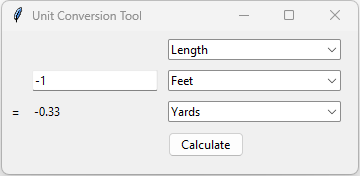 Unit Conversion Tool
Length
-1 Feet
= -0.33 Yards
Calculate